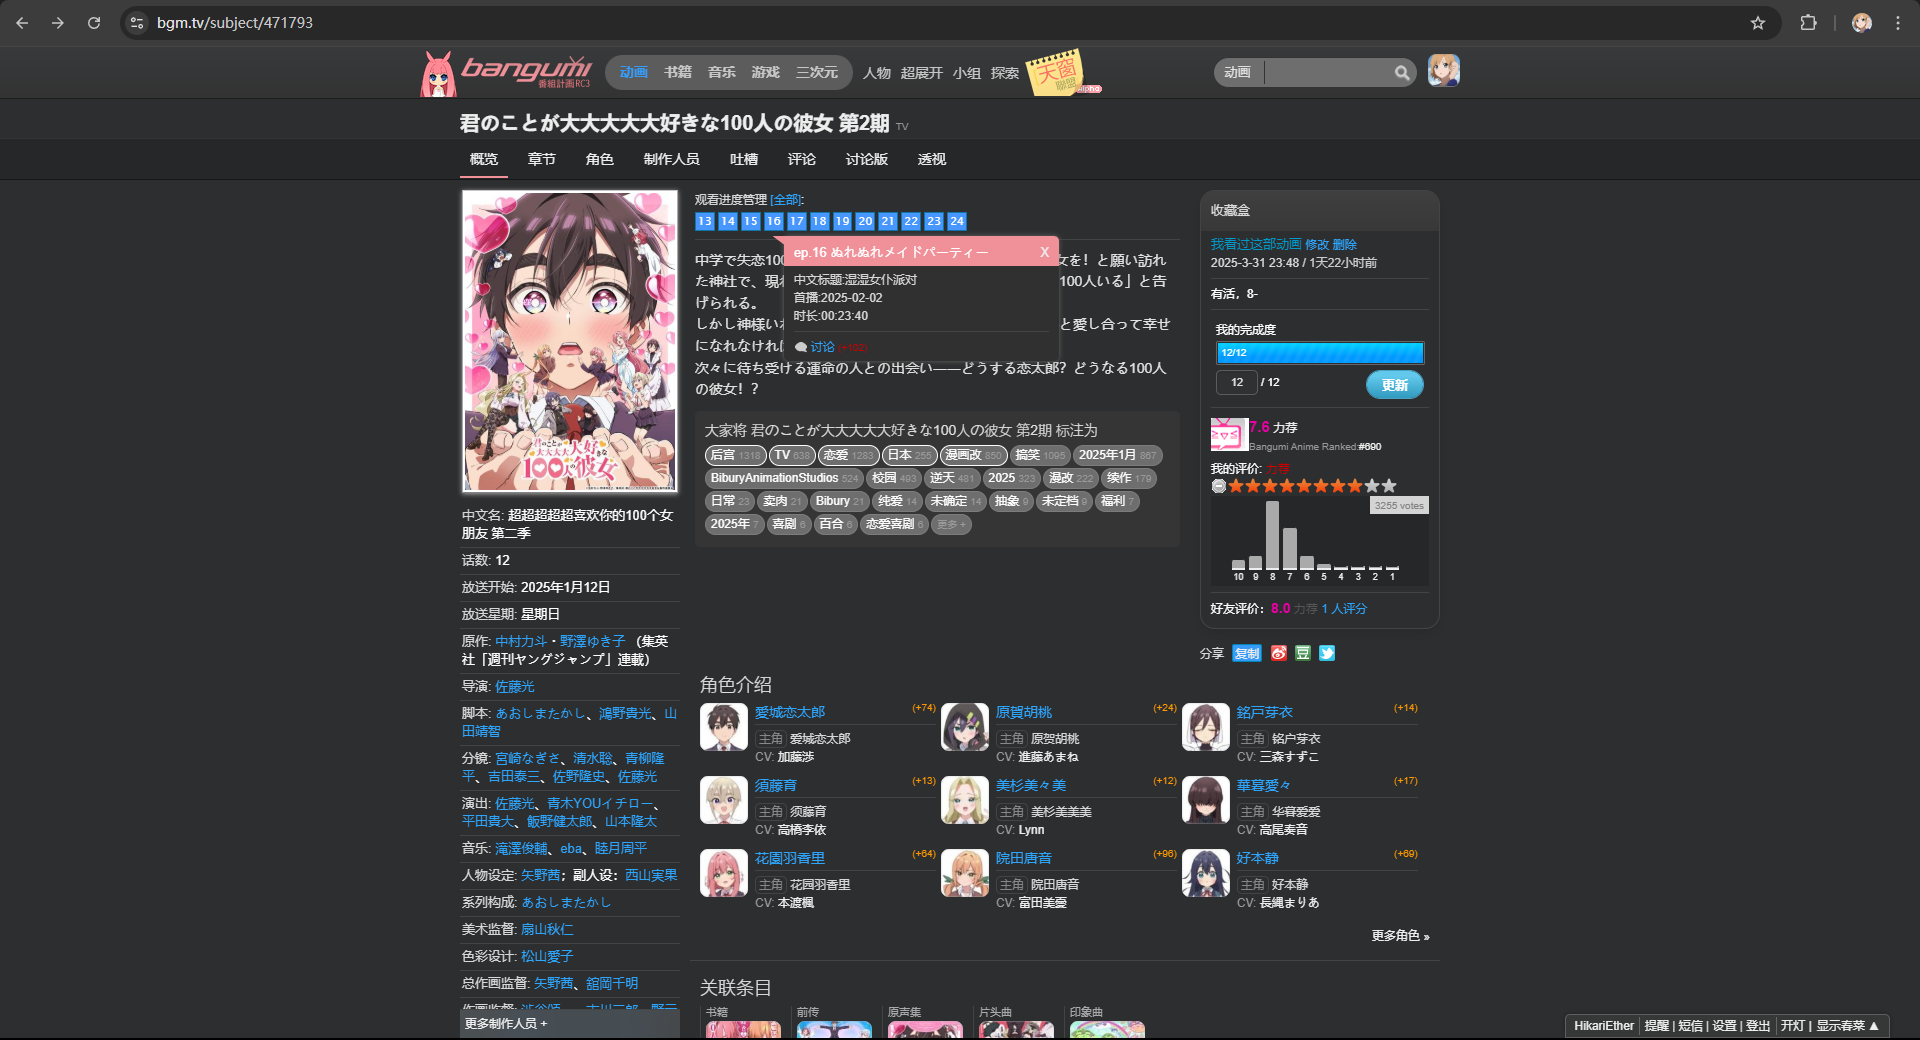 bgm.tv/subject/471793
bangumi
番組計画 RC3
动画 书籍 音乐 游戏 三次元
人物 超展开 小组 探索
天窗
联盟
alpha
动画
君のことが大大大大大好きな100人の彼女 第2期 TV
概览 章节 角色 制作人员 吐槽 评论 讨论版 透视
君のことが
大大大大大好きな
100人の彼女
中文名: 超超超超超喜欢你的100个女
朋友 第二季
话数: 12
放送开始: 2025年1月12日
放送星期: 星期日
原作: 中村力斗・野澤ゆき子 (集英
社「週刊ヤングジャンプ」連載)
导演: 佐藤光
脚本: あおしまたかし、鴻野貴光、山
田靖智
分镜: 宮崎なぎさ、清水聡、青柳隆
平、吉田泰三、佐野隆史、佐藤光
演出: 佐藤光、青木YOUイチロー、
平田貴大、飯野健太郎、山本隆太
音乐: 滝澤俊輔、eba、睦月周平
人物设定: 矢野茜；副人设：西山実果
系列构成: あおしまたかし
美术监督: 扇山秋仁
色彩设计: 松山愛子
总作画监督: 矢野茜、舘岡千明
更多制作人员 +
观看进度管理 [全部]:
13 14 15 16 17 18 19 20 21 22 23 24
ep.16 ぬれぬれメイドパーティー X
中文标题:湿湿女仆派对
首播:2025-02-02
时长:00:23:40
讨论 (+102)
中学で失恋100 女を！と願い訪れ
た神社で、現れ 100人いる」と告
げられる。
しかし神様い と愛し合って幸せ
になれなけれ
次々に待ち受ける運命の人との出会い——どうする恋太郎？どうなる100人
の彼女！？
大家将 君のことが大大大大大好きな100人の彼女 第2期 标注为
后宫 1318 TV 638 恋爱 1283 日本 255 漫画改 850 搞笑 1095 2025年1月 867
BiburyAnimationStudios 524 校园 493 逆天 481 2025 323 漫改 222 续作 179
日常 23 卖肉 21 Bibury 21 纯爱 14 未确定 14 抽象 9 未定档 9 福利 7
2025年 7 喜剧 6 百合 6 恋爱喜剧 6 更多 +
收藏盒
我看过这部动画 修改 删除
2025-3-31 23:48 / 1天22小时前
有活，8-
我的完成度
12/12
12 / 12 更新
7.6 力荐
Bangumi Anime Ranked:#690
我的评价: 力荐
3255 votes
10 9 8 7 6 5 4 3 2 1
好友评价: 8.0 力荐 1 人评分
分享 复制 豆
角色介绍
愛城恋太郎 (+74)
主角 爱城恋太郎
CV: 加藤渉
原賀胡桃 (+24)
主角 原贺胡桃
CV: 進藤あまね
銘戸芽衣 (+14)
主角 铭户芽衣
CV: 三森すずこ
須藤育 (+13)
主角 须藤育
CV: 高橋李依
美杉美々美 (+12)
主角 美杉美美美
CV: Lynn
華暮愛々 (+17)
主角 华暮爱爱
CV: 高尾奏音
花園羽香里 (+64)
主角 花园羽香里
CV: 本渡楓
院田唐音 (+96)
主角 院田唐音
CV: 富田美憂
好本静 (+69)
主角 好本静
CV: 長縄まりあ
更多角色 »
关联条目
书籍 前传 原声集 片头曲 印象曲
HikariEther 提醒 | 短信 | 设置 | 登出 开灯 | 显示春菜 ▲